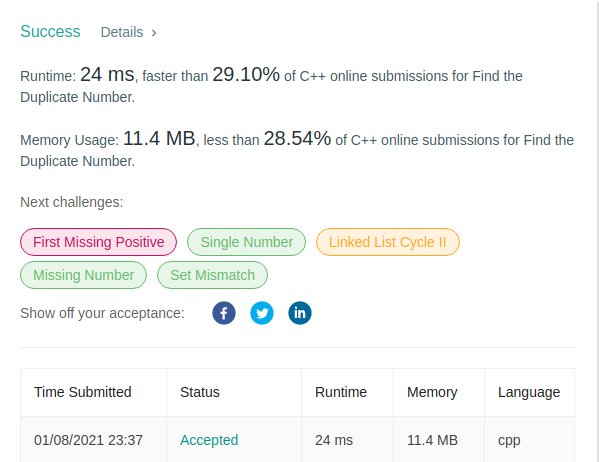 Success Details ›
Runtime: 24 ms, faster than 29.10% of C++ online submissions for Find the
Duplicate Number.
Memory Usage: 11.4 MB, less than 28.54% of C++ online submissions for Find the
Duplicate Number.
Next challenges:
First Missing Positive Single Number Linked List Cycle II
Missing Number Set Mismatch
Show off your acceptance:
Time Submitted Status Runtime Memory Language
01/08/2021 23:37 Accepted 24 ms 11.4 MB cpp